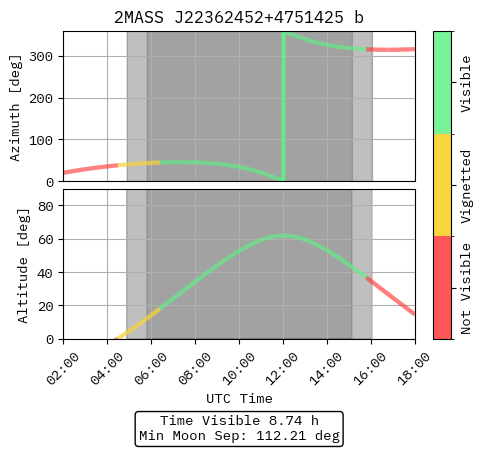 2MASS J22362452+4751425 b
Azimuth [deg]
300
200
100
0
Altitude [deg]
80
60
40
20
0
02:00
04:00
06:00
08:00
10:00
12:00
14:00
16:00
18:00
UTC Time
Visible
Vignetted
Not Visible
Time Visible 8.74 h
Min Moon Sep: 112.21 deg